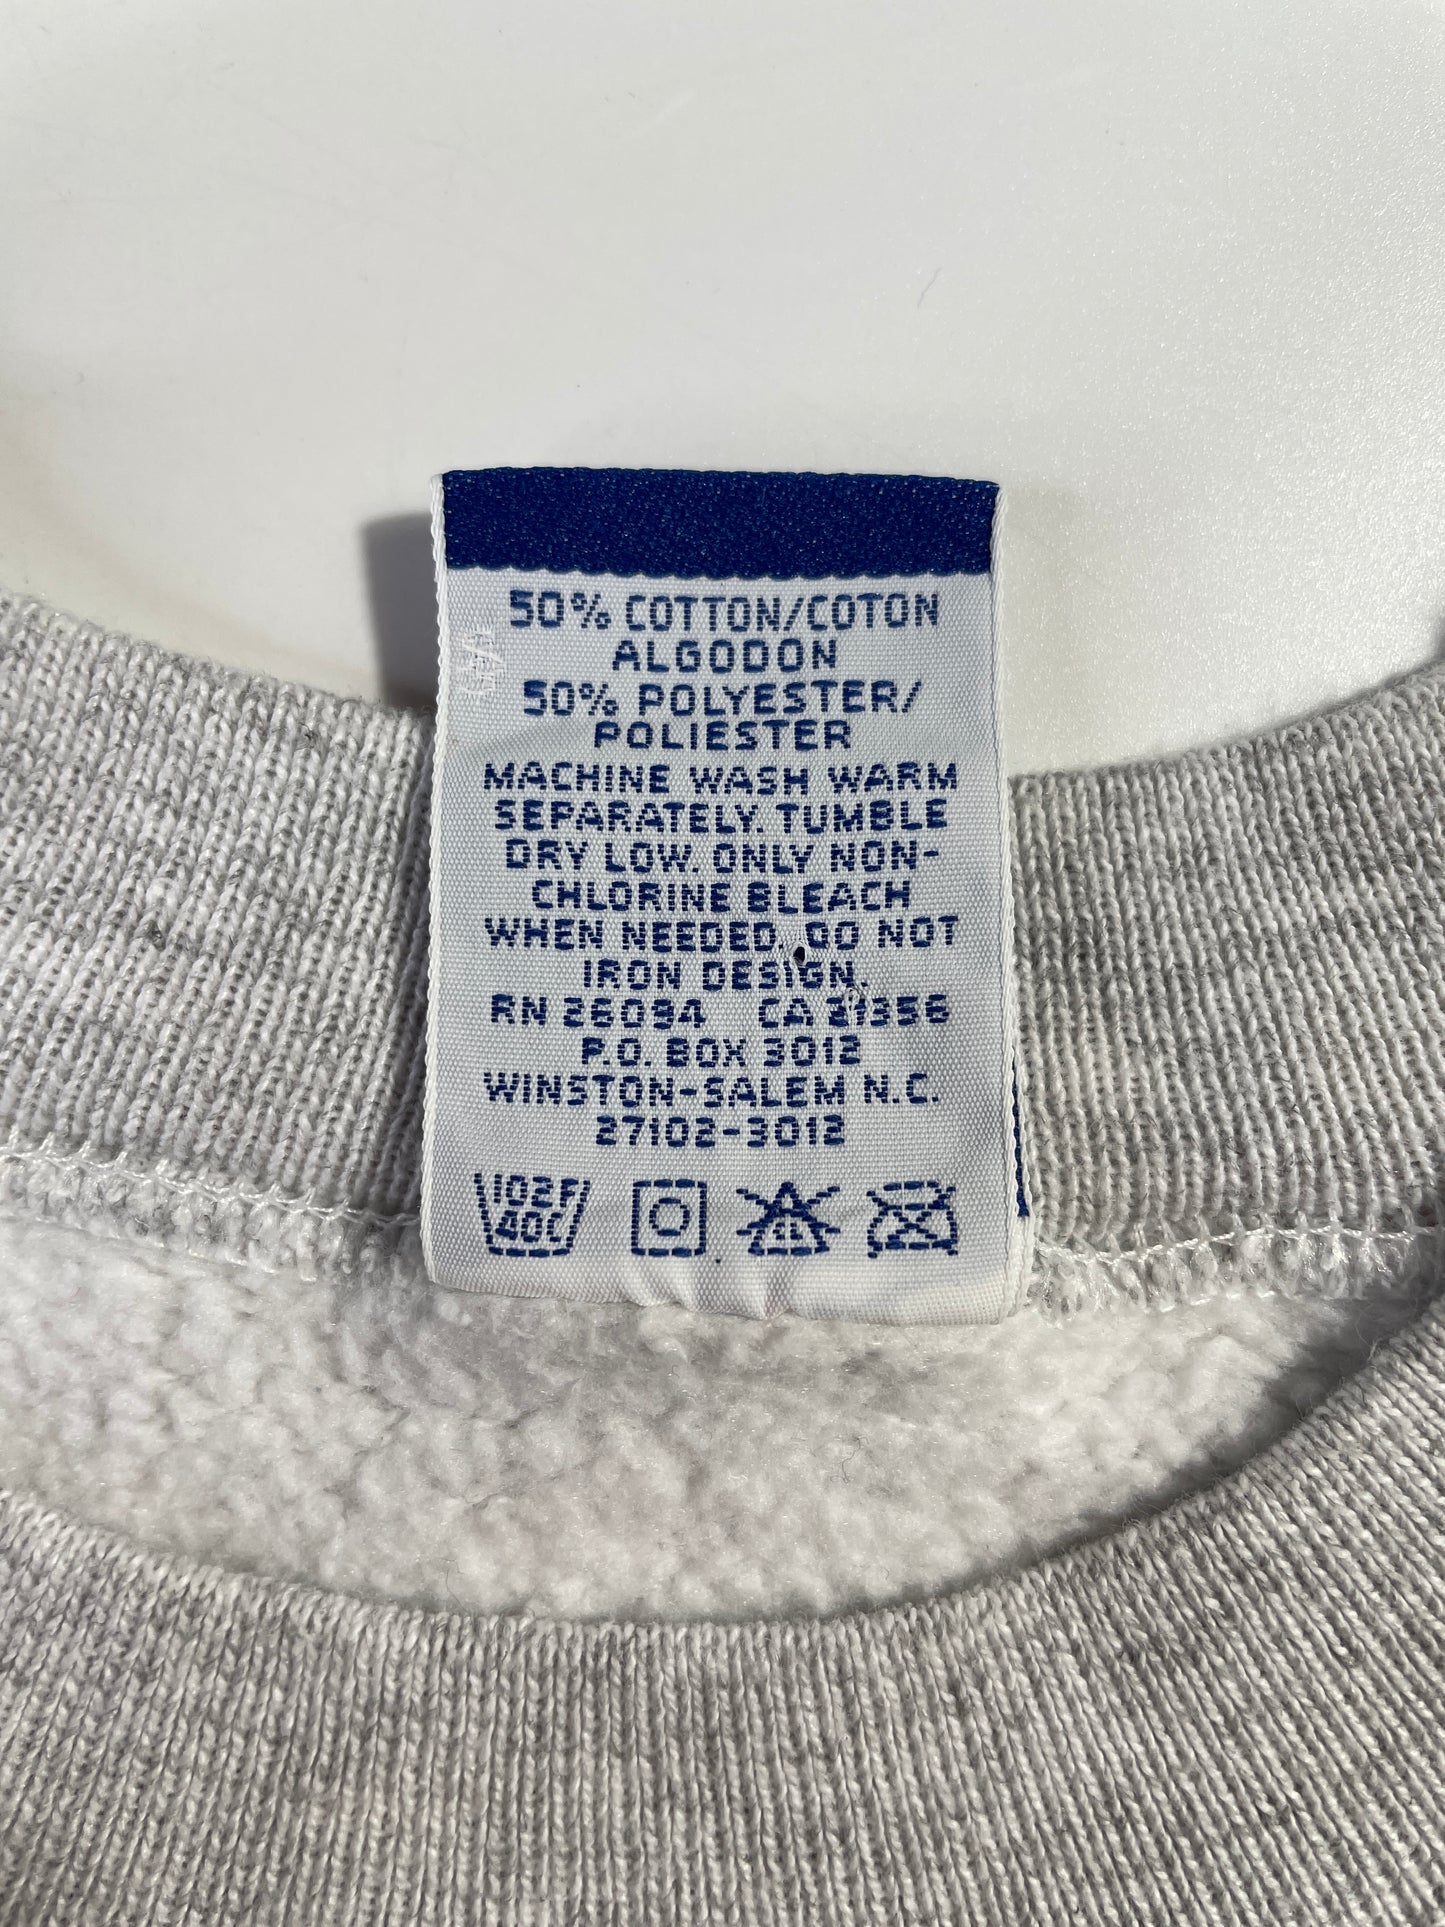 50% COTTON/COTON
ALGODON
50% POLYESTER/
POLIESTER
MACHINE WASH WARM
SEPARATELY. TUMBLE
DRY LOW. ONLY NON-
CHLORINE BLEACH
WHEN NEEDED. DO NOT
IRON DESIGN.
RN 26094 CA 21356
P.O. BOX 3012
WINSTON-SALEM N.C.
27102-3012
102F
40C